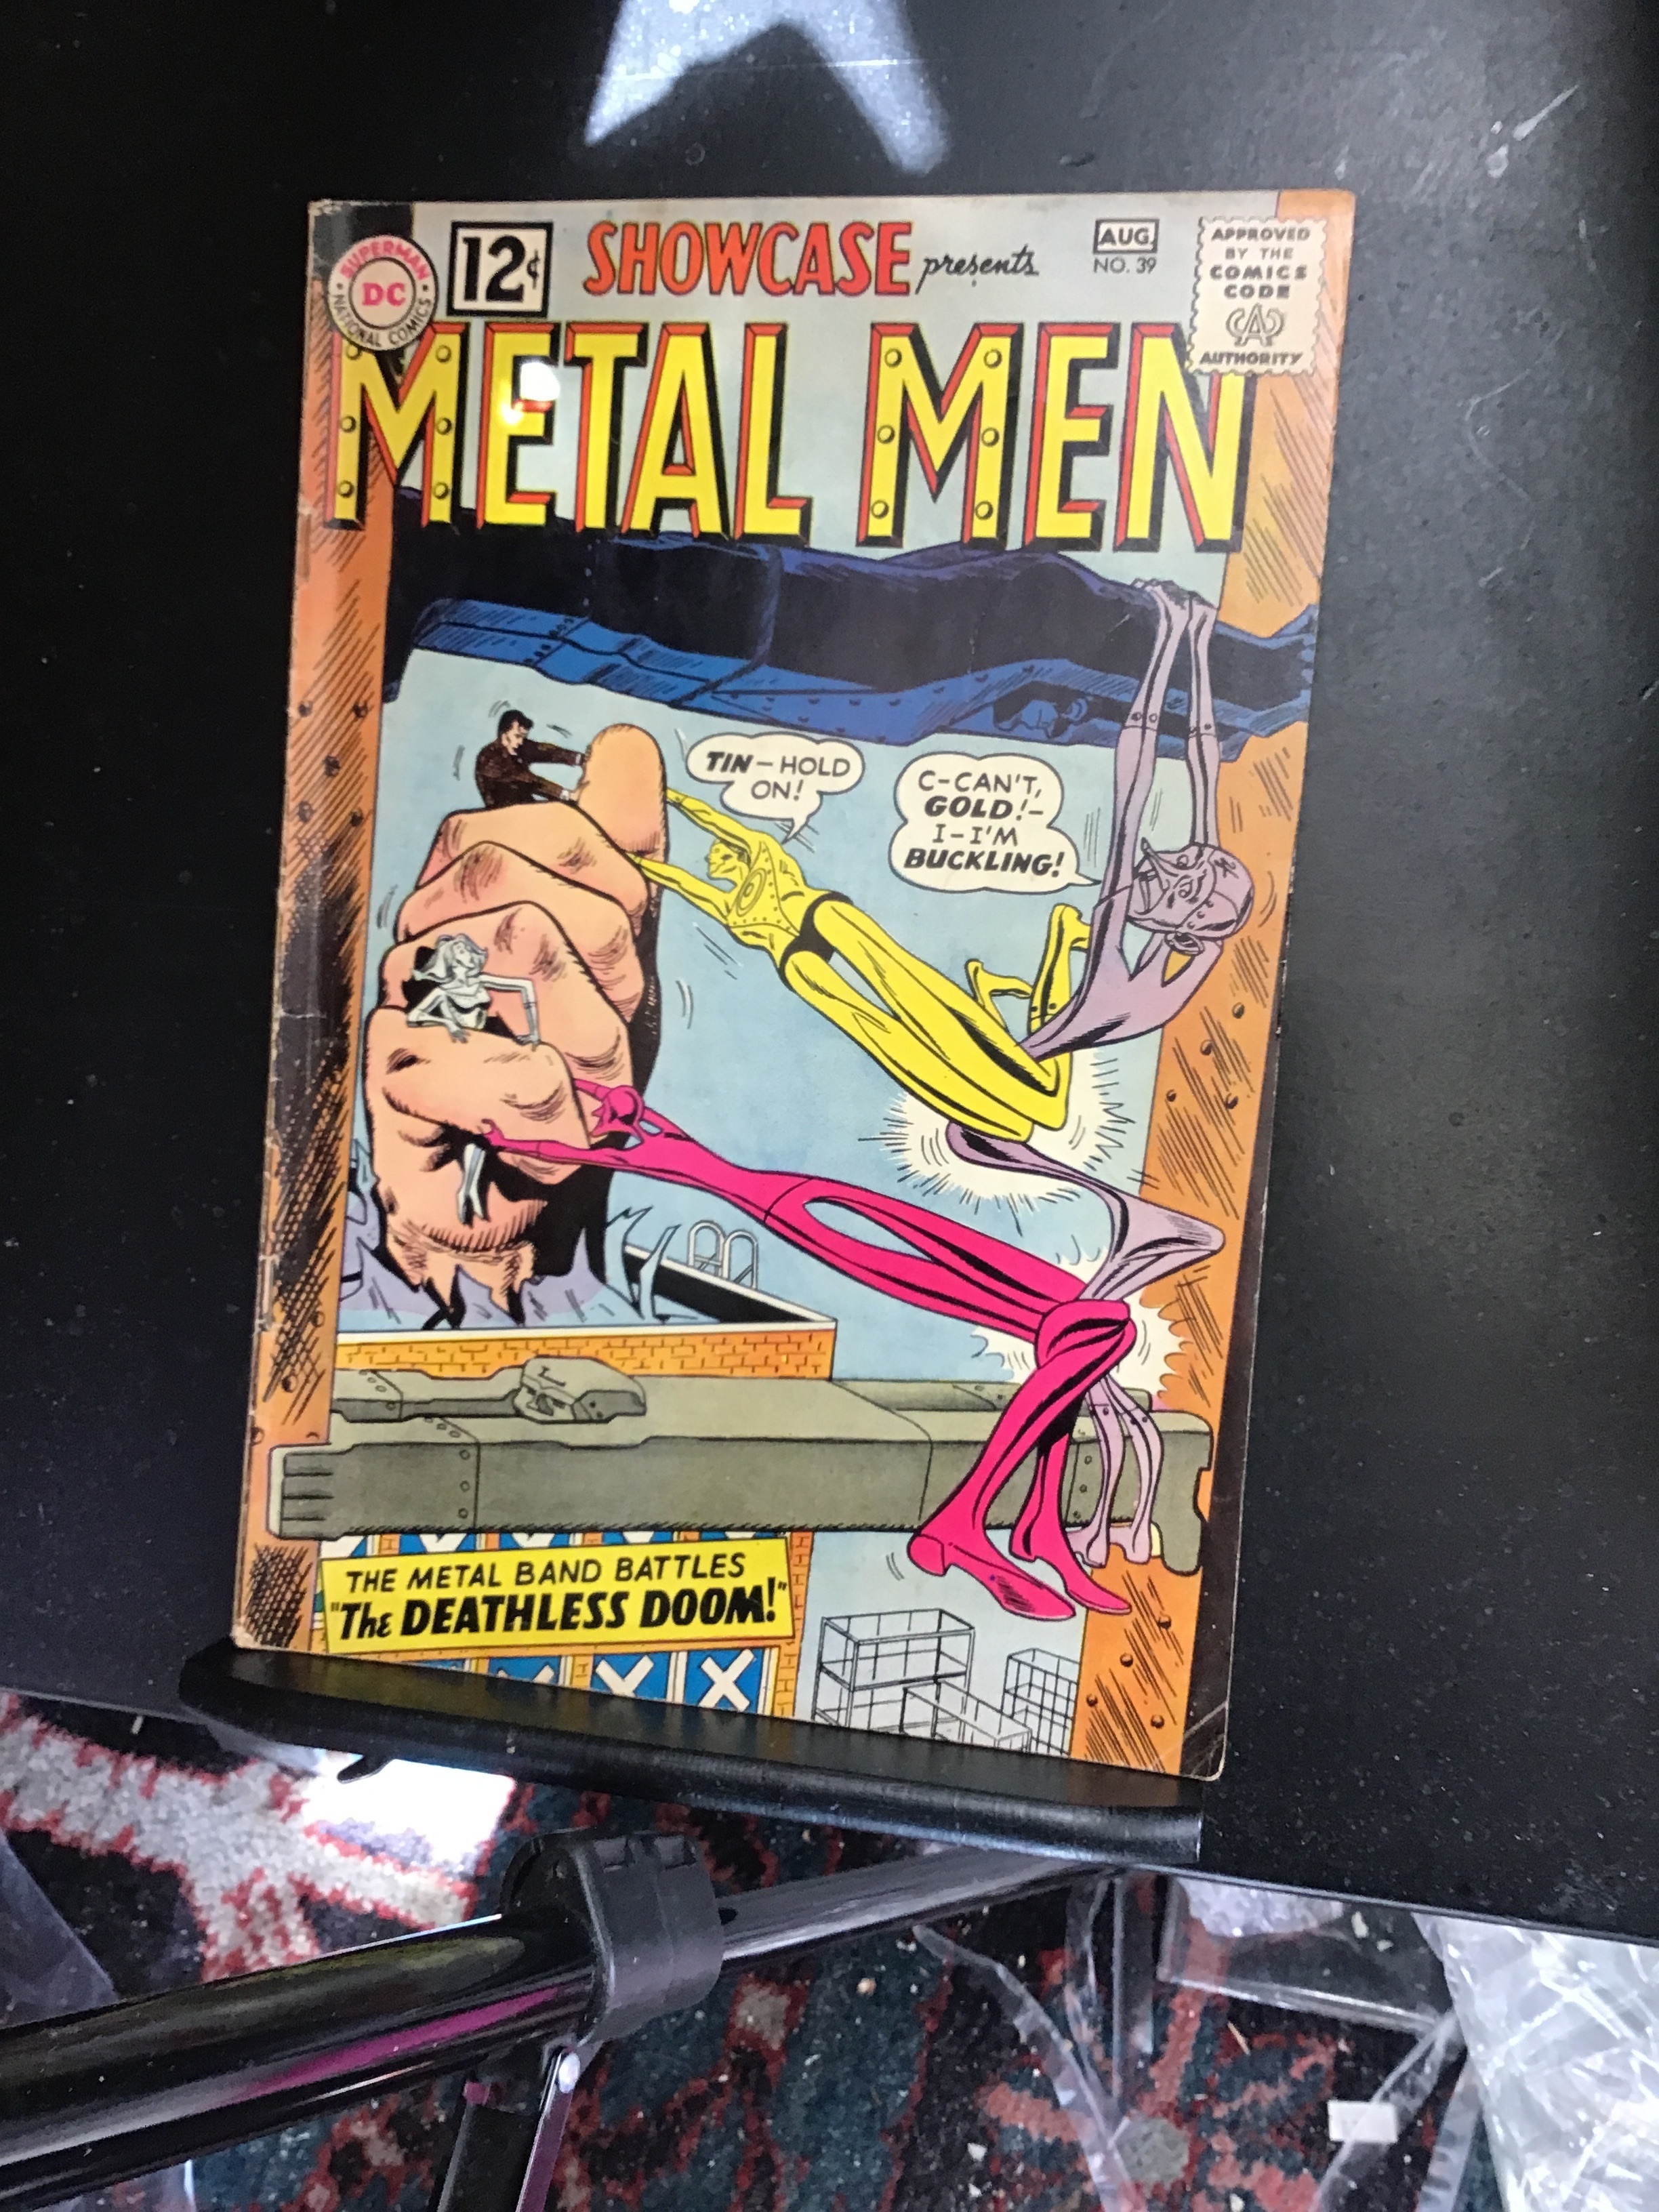 SUPERMAN
DC
NATIONAL COMICS
12¢
SHOWCASE presents
AUG.
NO. 39
APPROVED
BY THE
COMICS
CODE
CA
AUTHORITY
METAL MEN
TIN—HOLD
ON!
C-CAN'T,
GOLD!—
I-I'M
BUCKLING!
THE METAL BAND BATTLES
"The DEATHLESS DOOM!"